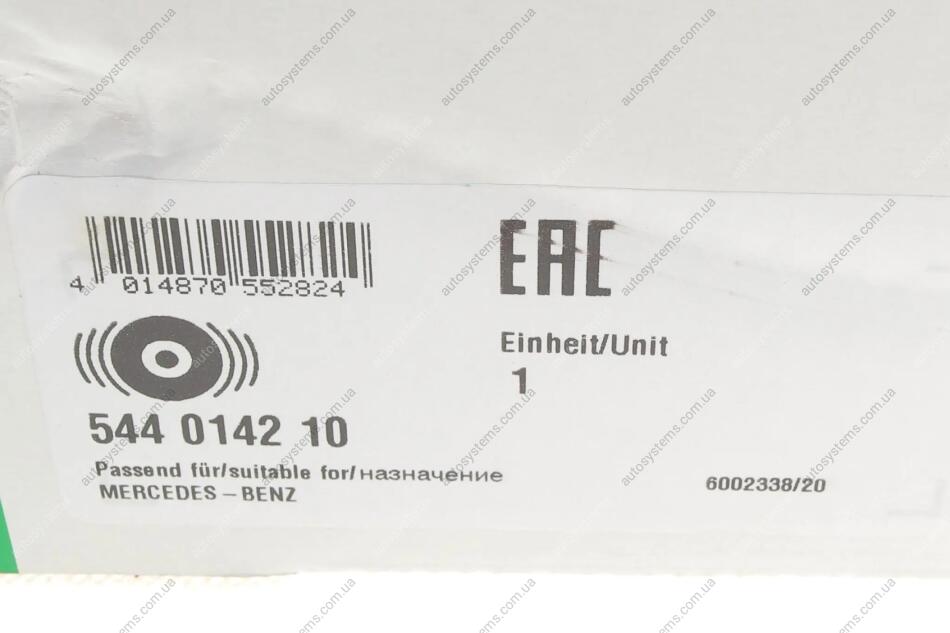 4 014870 552824
EAC
Einheit/Unit
1
544 0142 10
Passend für/suitable for/назначение
MERCEDES-BENZ
6002338/20
autosystems.com.ua